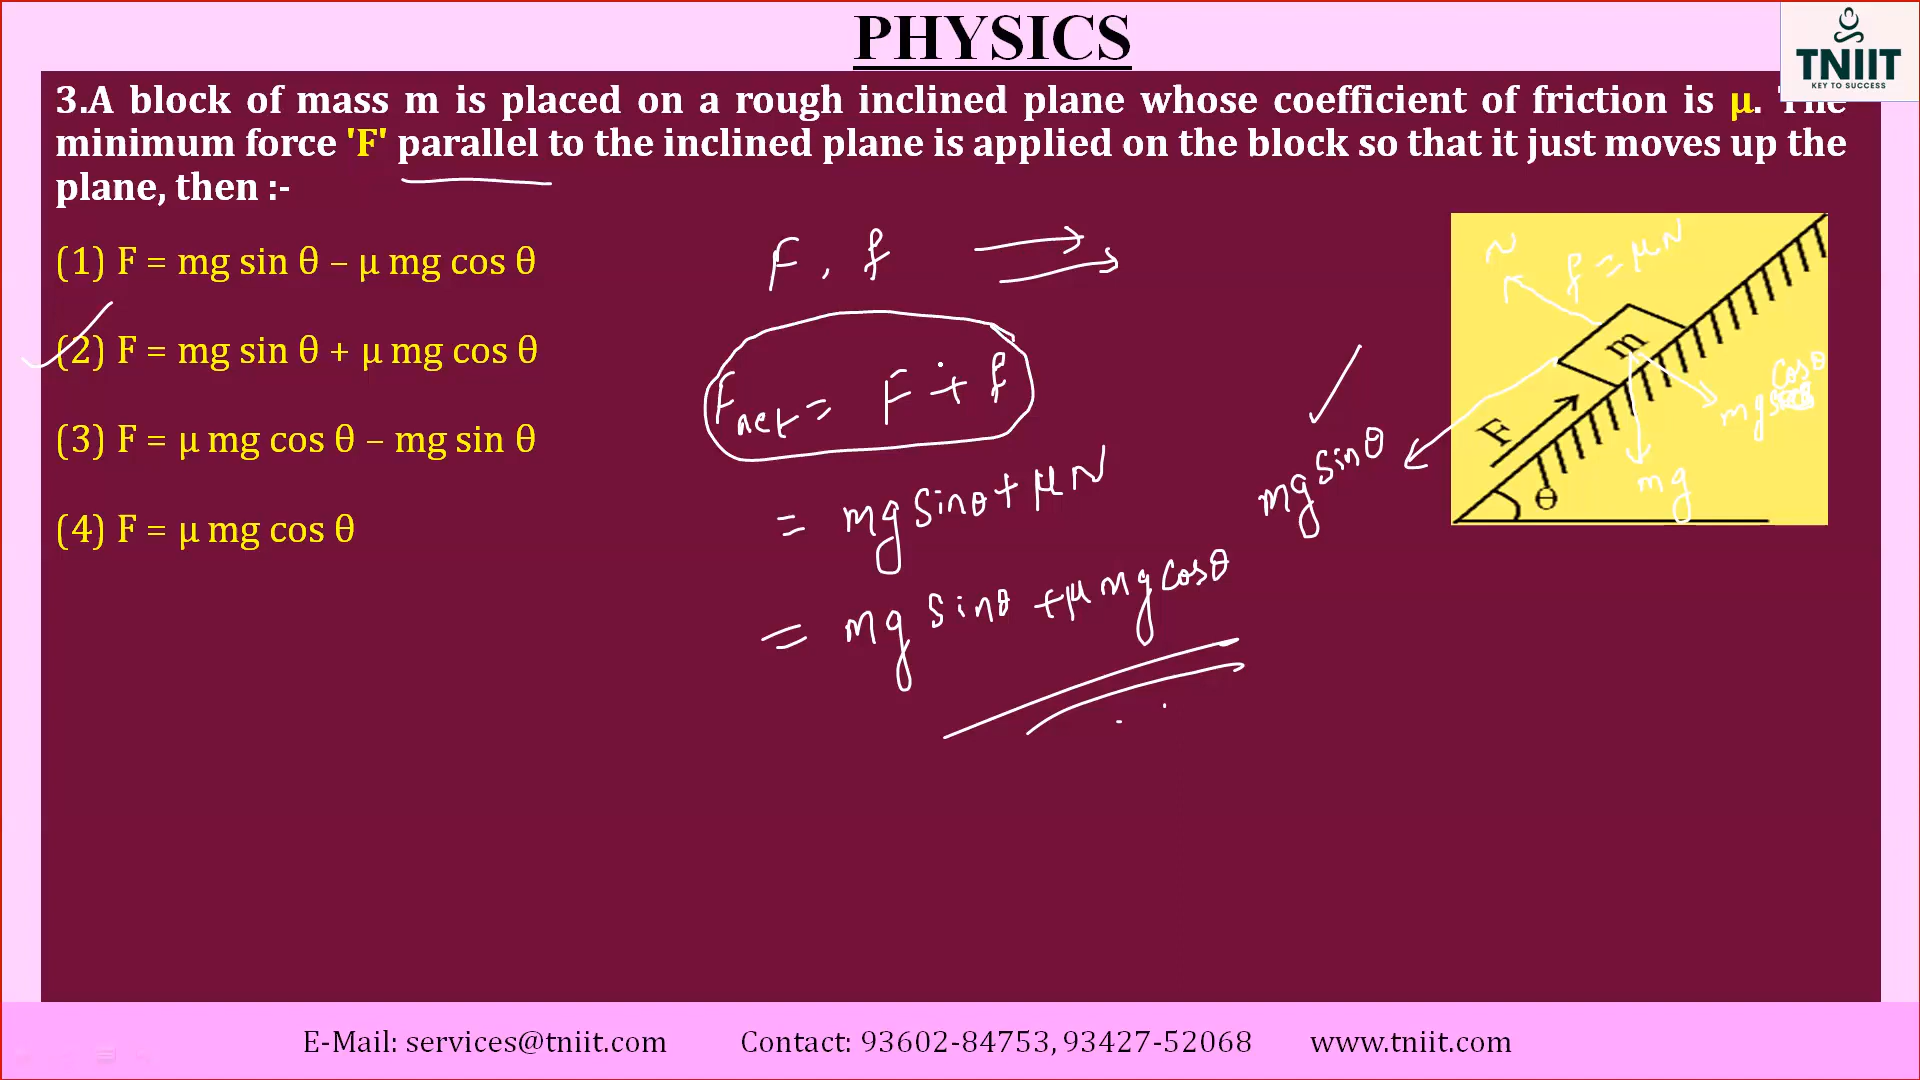 PHYSICS
TNIIT
KEY TO SUCCESS
3.A block of mass m is placed on a rough inclined plane whose coefficient of friction is μ. The
minimum force 'F' parallel to the inclined plane is applied on the block so that it just moves up the
plane, then :-
(1) F = mg sin θ – μ mg cos θ
(2) F = mg sin θ + μ mg cos θ
(3) F = μ mg cos θ – mg sin θ
(4) F = μ mg cos θ
F, f
Fnet = F + f
= mg sinθ + μN
= mg sinθ + μ mg cosθ
mg sinθ
N
f = μN
m
F
θ
mg
mg cosθ
E-Mail: services@tniit.com Contact: 93602-84753, 93427-52068 www.tniit.com